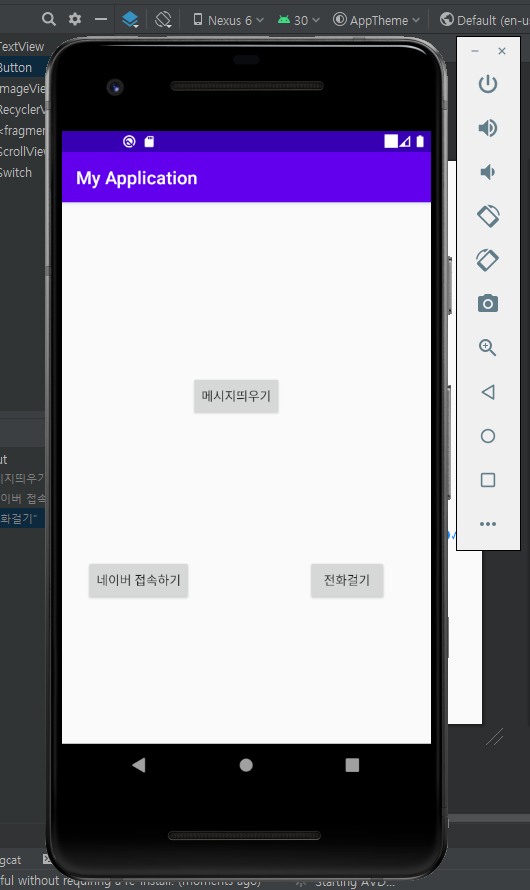 Nexus 6
30
AppTheme
Default (en-u
TextView
Button
ImageVie
RecyclerV
<fragmen
ScrollVie
Switch
My Application
메시지띄우기
지띄우기
이버 접속
화걸기"
네이버 접속하기
전화걸기
ut
gcat
ful without requiring a re-install. (moments ago)
Starting AVD...